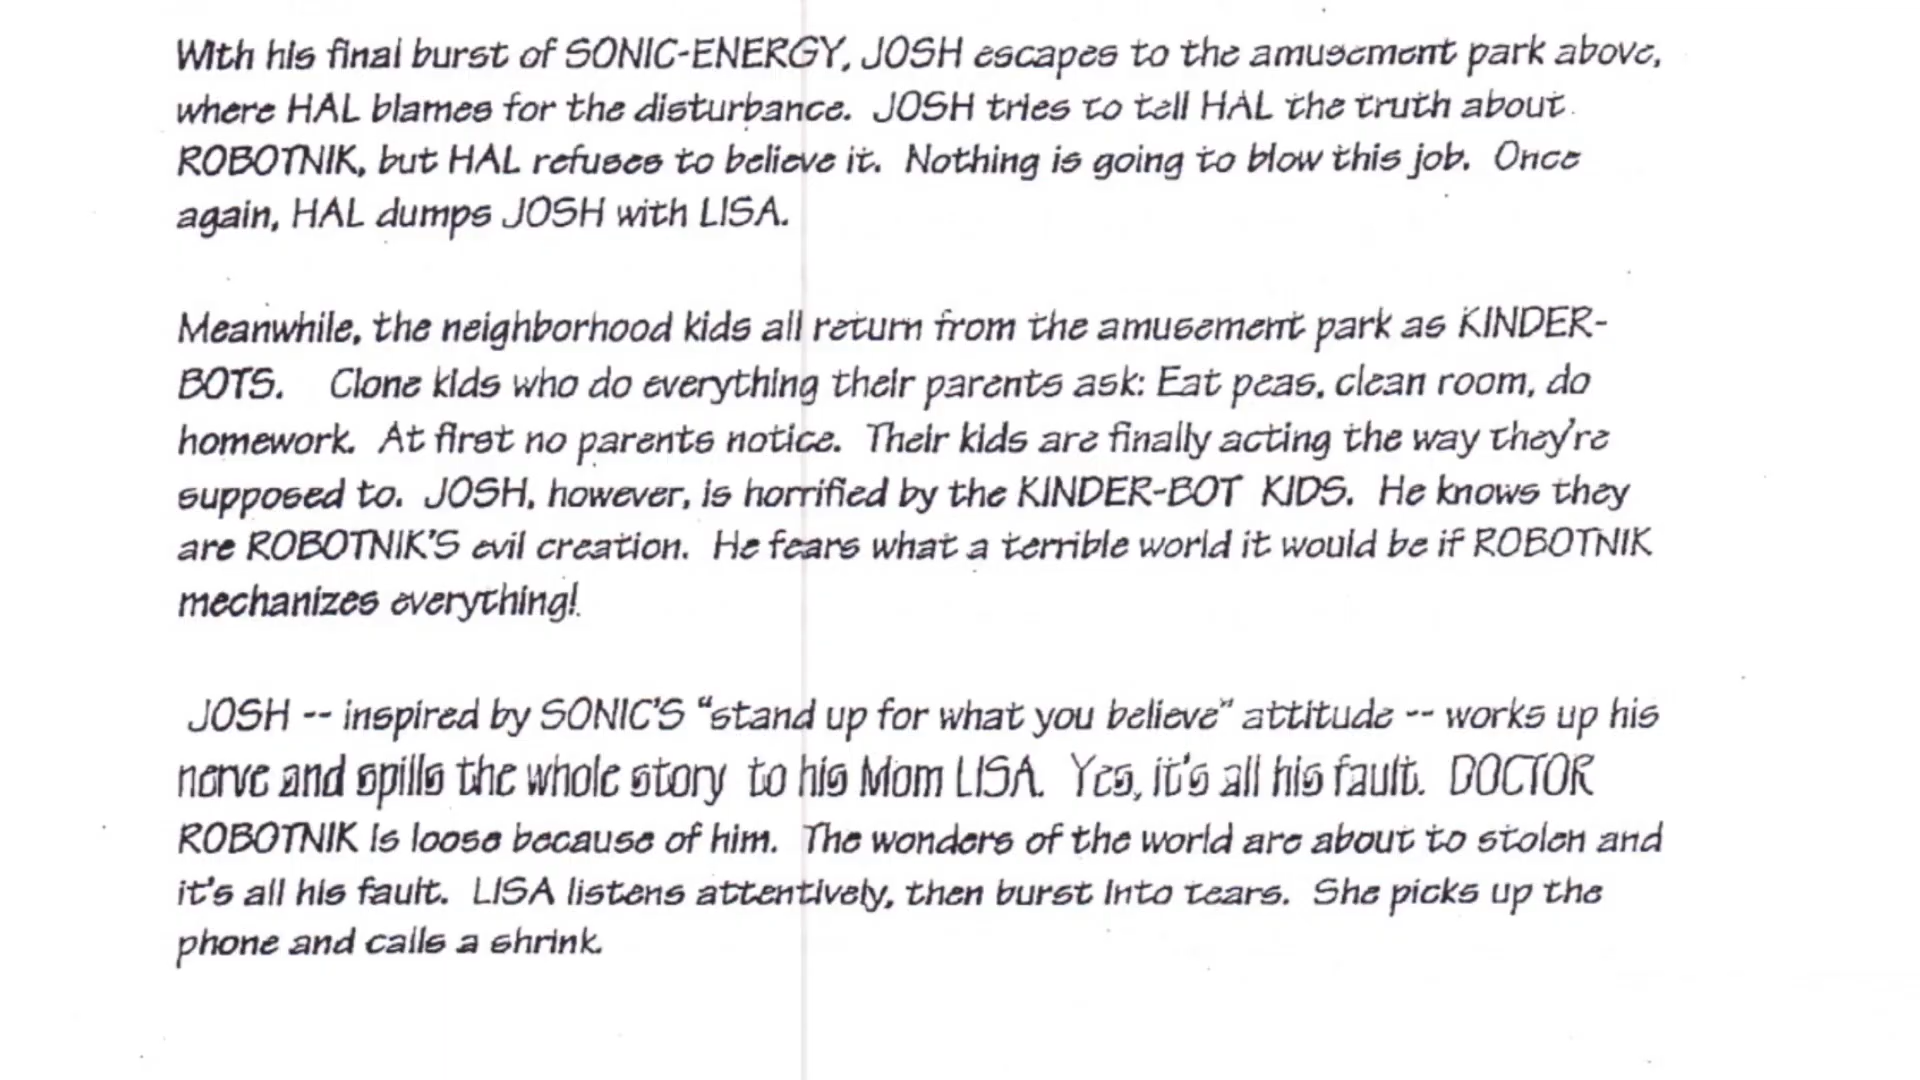 With his final burst of SONIC-ENERGY, JOSH escapes to the amusement park above,
where HAL blames for the disturbance. JOSH tries to tell HAL the truth about
ROBOTNIK, but HAL refuses to believe it. Nothing is going to blow this job. Once
again, HAL dumps JOSH with LISA.
Meanwhile, the neighborhood kids all return from the amusement park as KINDER-
BOTS. Clone kids who do everything their parents ask: Eat peas, clean room, do
homework. At first no parents notice. Their kids are finally acting the way they're
supposed to. JOSH, however, is horrified by the KINDER-BOT KIDS. He knows they
are ROBOTNIK'S evil creation. He fears what a terrible world it would be if ROBOTNIK
mechanizes everything!
JOSH -- inspired by SONIC'S "stand up for what you believe" attitude -- works up his
nerve and spills the whole story to his Mom LISA. Yes, it's all his fault. DOCTOR
ROBOTNIK is loose because of him. The wonders of the world are about to stolen and
it's all his fault. LISA listens attentively, then burst into tears. She picks up the
phone and calls a shrink.